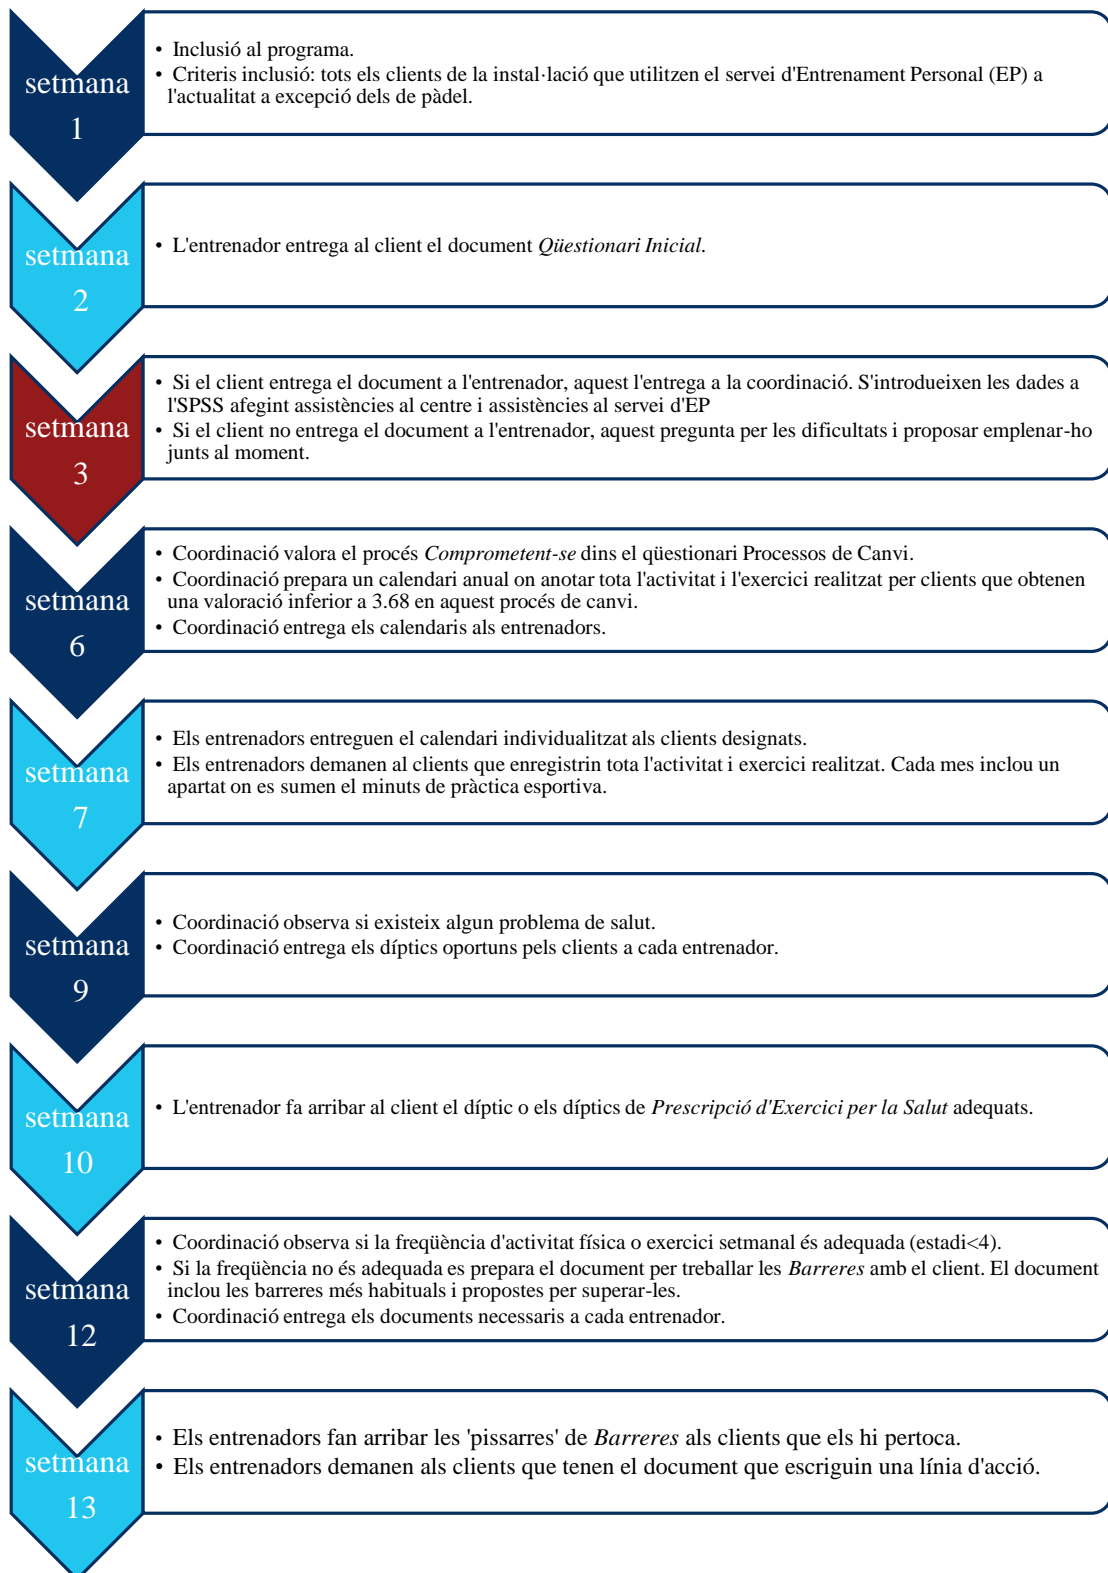 setmana
1
• Inclusió al programa.
• Criteris inclusió: tots els clients de la instal·lació que utilitzen el servei d'Entrenament Personal (EP) a
l'actualitat a excepció dels de pàdel.
setmana
2
• L'entrenador entrega al client el document Qüestionari Inicial.
setmana
3
• Si el client entrega el document a l'entrenador, aquest l'entrega a la coordinació. S'introdueixen les dades a
l'SPSS afegint assistències al centre i assistències al servei d'EP
• Si el client no entrega el document a l'entrenador, aquest pregunta per les dificultats i proposar emplenar-ho
junts al moment.
setmana
6
• Coordinació valora el procés Comprometent-se dins el qüestionari Processos de Canvi.
• Coordinació prepara un calendari anual on anotar tota l'activitat i l'exercici realitzat per clients que obtenen
una valoració inferior a 3.68 en aquest procés de canvi.
• Coordinació entrega els calendaris als entrenadors.
setmana
7
• Els entrenadors entreguen el calendari individualitzat als clients designats.
• Els entrenadors demanen al clients que enregistrin tota l'activitat i exercici realitzat. Cada mes inclou un
apartat on es sumen el minuts de pràctica esportiva.
setmana
9
• Coordinació observa si existeix algun problema de salut.
• Coordinació entrega els díptics oportuns pels clients a cada entrenador.
setmana
10
• L'entrenador fa arribar al client el díptic o els díptics de Prescripció d'Exercici per la Salut adequats.
setmana
12
• Coordinació observa si la freqüència d'activitat física o exercici setmanal és adequada (estadi<4).
• Si la freqüència no és adequada es prepara el document per treballar les Barreres amb el client. El document
inclou les barreres més habituals i propostes per superar-les.
• Coordinació entrega els documents necessaris a cada entrenador.
setmana
13
• Els entrenadors fan arribar les 'pissarres' de Barreres als clients que els hi pertoca.
• Els entrenadors demanen als clients que tenen el document que escriguin una línia d'acció.